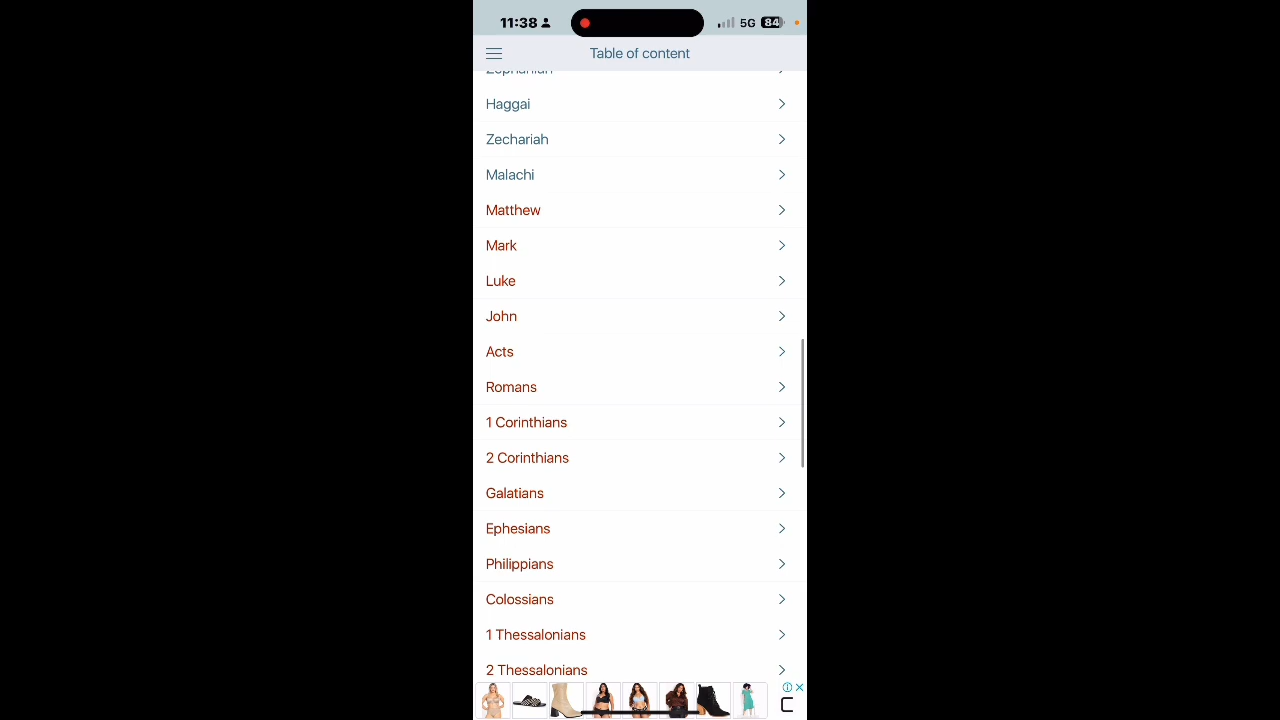 11:38
5G
84
Table of content
Zephaniah
Haggai
Zechariah
Malachi
Matthew
Mark
Luke
John
Acts
Romans
1 Corinthians
2 Corinthians
Galatians
Ephesians
Philippians
Colossians
1 Thessalonians
2 Thessalonians